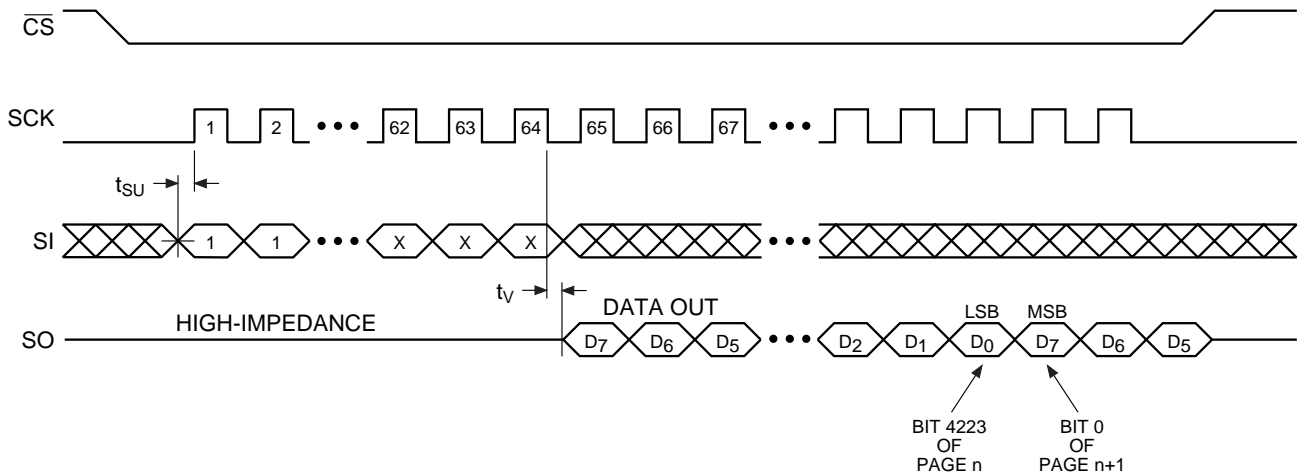 CS
SCK
1 2 ••• 62 63 64 65 66 67 •••
tSU
SI
1 1 ••• X X X •••
tV
HIGH-IMPEDANCE
DATA OUT
LSB MSB
SO
D7 D6 D5 ••• D2 D1 D0 D7 D6 D5
BIT 4223
OF
PAGE n
BIT 0
OF
PAGE n+1